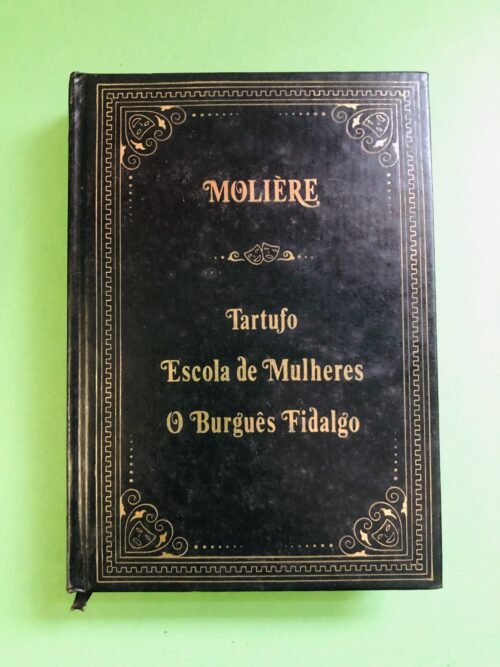 MOLIÈRE
Tartufo
Escola de Mulheres
O Burguês Fidalgo